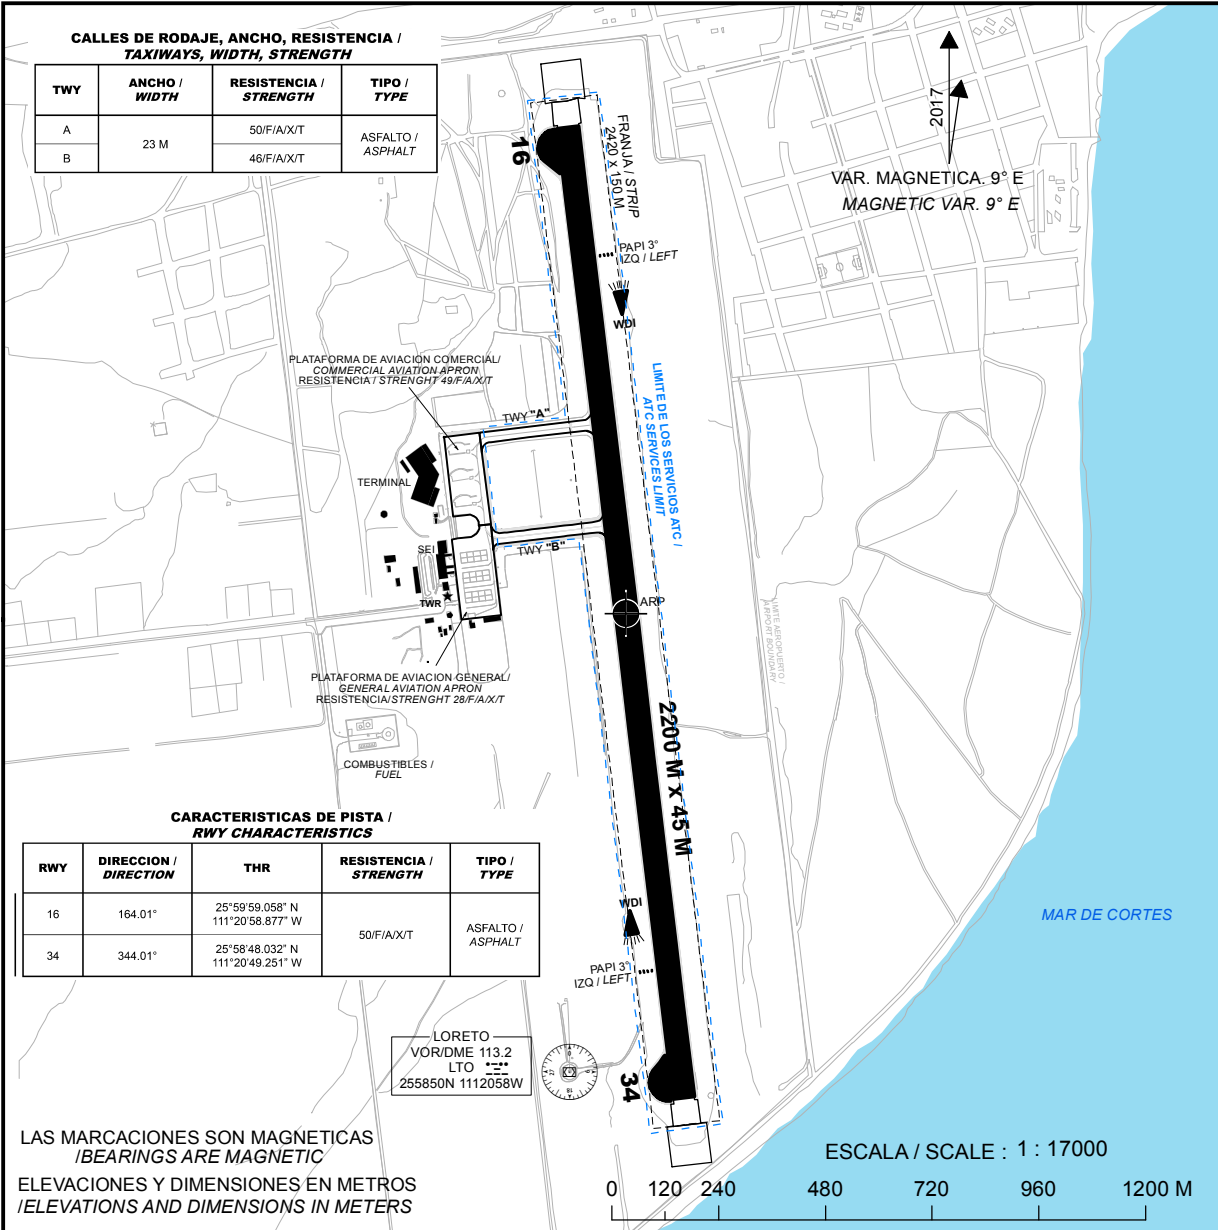 CALLES DE RODAJE, ANCHO, RESISTENCIA /
TAXIWAYS, WIDTH, STRENGTH
TWY
ANCHO /
WIDTH
RESISTENCIA /
STRENGTH
TIPO /
TYPE
A
23 M
50/F/A/X/T
ASFALTO /
ASPHALT
B
46/F/A/X/T
16
FRANJA / STRIP
2420 x 150 M
2017
VAR. MAGNETICA. 9° E
MAGNETIC VAR. 9° E
PAPI 3°
IZQ / LEFT
WDI
PLATAFORMA DE AVIACION COMERCIAL/
COMMERCIAL AVIATION APRON
RESISTENCIA / STRENGHT 49/F/A/X/T
LIMITE DE LOS SERVICIOS ATC /
ATC SERVICES LIMIT
TWY "A"
TERMINAL
SEI
TWY "B"
TWR
ARP
LIMITE AEROPUERTO /
AIRPORT BOUNDARY
PLATAFORMA DE AVIACION GENERAL/
GENERAL AVIATION APRON
RESISTENCIA/STRENGHT 28/F/A/X/T
2200 M X 45 M
COMBUSTIBLES /
FUEL
CARACTERISTICAS DE PISTA /
RWY CHARACTERISTICS
RWY
DIRECCION /
DIRECTION
THR
RESISTENCIA /
STRENGTH
TIPO /
TYPE
16
164.01°
25°59'59.058" N
111°20'58.877" W
50/F/A/X/T
ASFALTO /
ASPHALT
34
344.01°
25°58'48.032" N
111°20'49.251" W
WDI
MAR DE CORTES
PAPI 3°
IZQ / LEFT
LORETO
VOR/DME 113.2
LTO
255850N 1112058W
0
9
18
27
34
LAS MARCACIONES SON MAGNETICAS
/BEARINGS ARE MAGNETIC
ELEVACIONES Y DIMENSIONES EN METROS
/ELEVATIONS AND DIMENSIONS IN METERS
ESCALA / SCALE : 1 : 17000
0 120 240 480 720 960 1200 M